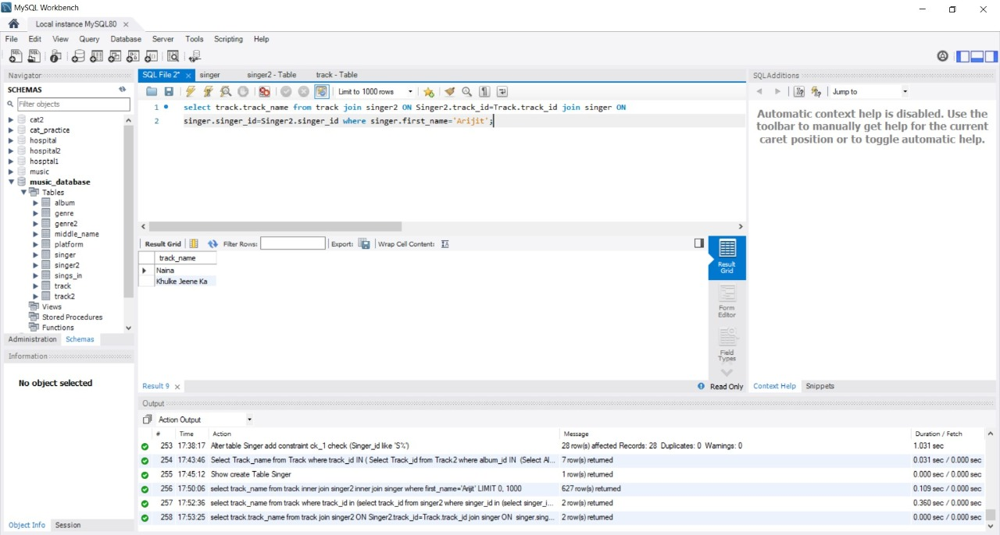 MySQL Workbench
Local instance MySQL80
File Edit View Query Database Server Tools Scripting Help
Navigator
SCHEMAS
Filter objects
cat2
cat_practice
hospital
hospital2
hosptal1
music
music_database
Tables
album
genre
genre2
middle_name
platform
singer
singer2
sings_in
track
track2
Views
Stored Procedures
Functions
Administration Schemas
Information
No object selected
Object Info Session
SQL File 2* singer singer2 - Table track - Table
Limit to 1000 rows
1 select track.track_name from track join singer2 ON Singer2.track_id=Track.track_id join singer ON
2 singer.singer_id=Singer2.singer_id where singer.first_name='Arijit';
Result Grid Filter Rows: Export: Wrap Cell Content:
track_name
Naina
Khulke Jeene Ka
Result Grid
Form Editor
Field Types
Result 9 Read Only
SQLAdditions
Jump to
Automatic context help is disabled. Use the
toolbar to manually get help for the current
caret position or to toggle automatic help.
Context Help Snippets
Output
Action Output
# Time Action Message Duration / Fetch
253 17:38:17 Alter table Singer add constraint ck_1 check (Singer_id like 'S%') 28 row(s) affected Records: 28 Duplicates: 0 Warnings: 0 1.031 sec
254 17:43:46 Select Track_name from Track where track_id IN ( Select Track_id from Track2 where album_id IN (Select Al... 7 row(s) returned 0.031 sec / 0.000 sec
255 17:45:12 Show create Table Singer 1 row(s) returned 0.000 sec / 0.000 sec
256 17:50:06 select track_name from track inner join singer2 inner join singer where first_name='Arijit' LIMIT 0, 1000 627 row(s) returned 0.109 sec / 0.000 sec
257 17:52:36 select track_name from track where track_id in (select track_id from singer2 where singer_id in (select singer_i... 2 row(s) returned 0.360 sec / 0.000 sec
258 17:53:25 select track.track_name from track join singer2 ON Singer2.track_id=Track.track_id join singer ON singer.sing... 2 row(s) returned 0.000 sec / 0.000 sec